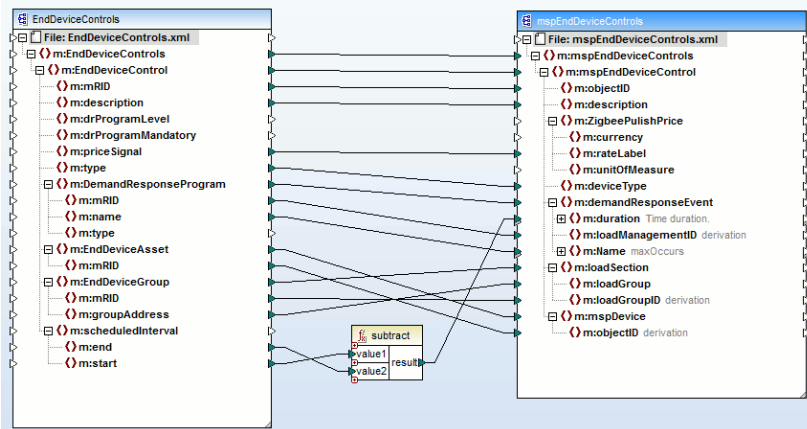 EndDeviceControls
File: EndDeviceControls.xml
m:EndDeviceControls
m:EndDeviceControl
m:mRID
m:description
m:drProgramLevel
m:drProgramMandatory
m:priceSignal
m:type
m:DemandResponseProgram
m:mRID
m:name
m:type
m:EndDeviceAsset
m:mRID
m:EndDeviceGroup
m:mRID
m:groupAddress
m:scheduledInterval
m:end
m:start
subtract
value1
result
value2
mspEndDeviceControls
File: mspEndDeviceControls.xml
m:mspEndDeviceControls
m:mspEndDeviceControl
m:objectID
m:description
m:ZigbeePulishPrice
m:currency
m:rateLabel
m:unitOfMeasure
m:deviceType
m:demandResponseEvent
m:duration Time duration.
m:loadManagementID derivation
m:Name maxOccurs
m:loadSection
m:loadGroup
m:loadGroupID derivation
m:mspDevice
m:objectID derivation